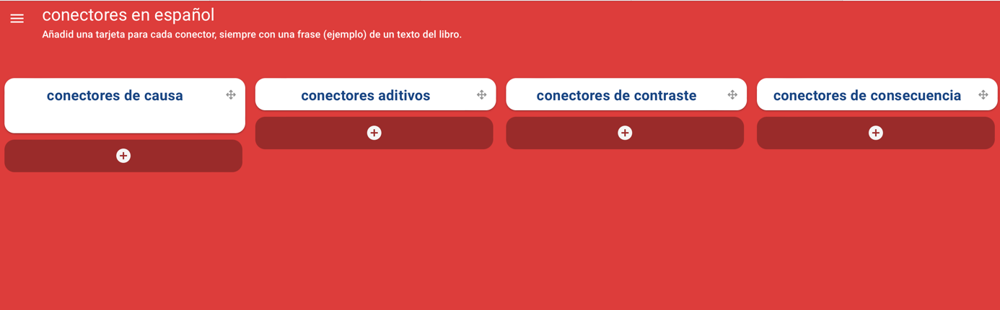 conectores en español
Añadid una tarjeta para cada conector, siempre con una frase (ejemplo) de un texto del libro.
conectores de causa
conectores aditivos
conectores de contraste
conectores de consecuencia